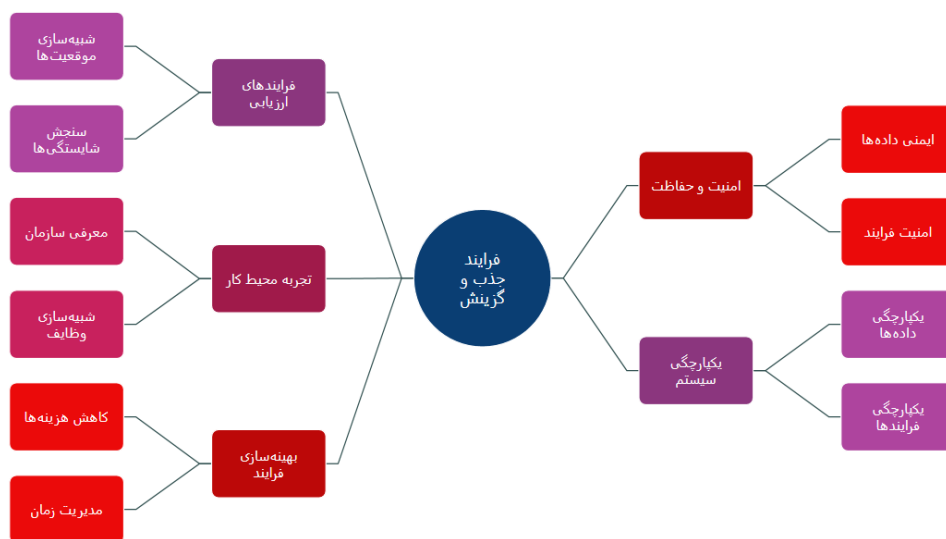 فرایند
جذب و
گزینش
امنیت و حفاظت
ایمنی داده‌ها
امنیت فرایند
یکپارچگی
سیستم
یکپارچگی
داده‌ها
یکپارچگی
فرایندها
فرایندهای
ارزیابی
شبیه‌سازی
موقعیت‌ها
سنجش
شایستگی‌ها
تجربه محیط کار
معرفی سازمان
شبیه‌سازی
وظایف
بهینه‌سازی
فرایند
کاهش هزینه‌ها
مدیریت زمان